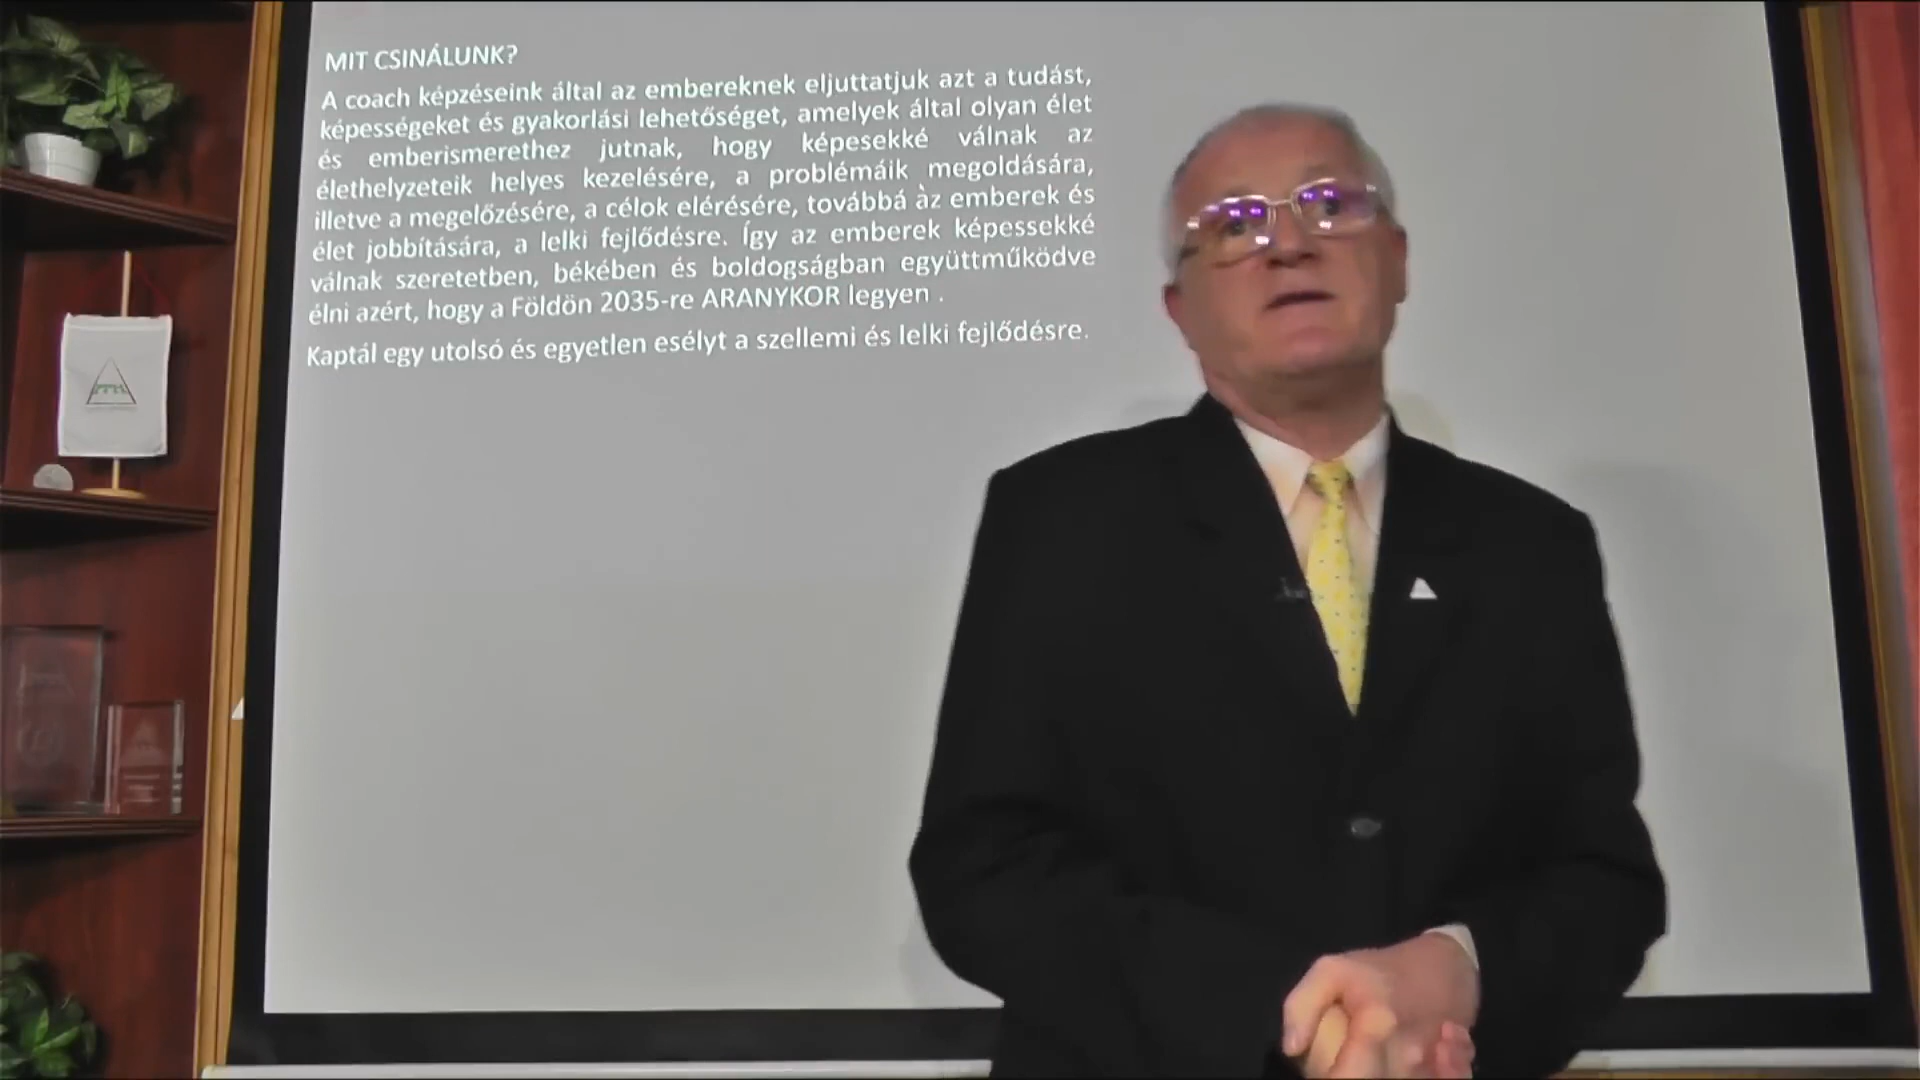 MIT CSINÁLUNK?
A coach képzéseink által az embereknek eljuttatjuk azt a tudást,
képességeket és gyakorlási lehetőséget, amelyek által olyan élet
és emberismerethez jutnak, hogy képesekké válnak az
élethelyzeteik helyes kezelésére, a problémáik megoldására,
illetve a megelőzésére, a célok elérésére, továbbá az emberek és
élet jobbítására, a lelki fejlődésre. Így az emberek képessekké
válnak szeretetben, békében és boldogságban együttműködve
élni azért, hogy a Földön 2035-re ARANYKOR legyen .
Kaptál egy utolsó és egyetlen esélyt a szellemi és lelki fejlődésre.